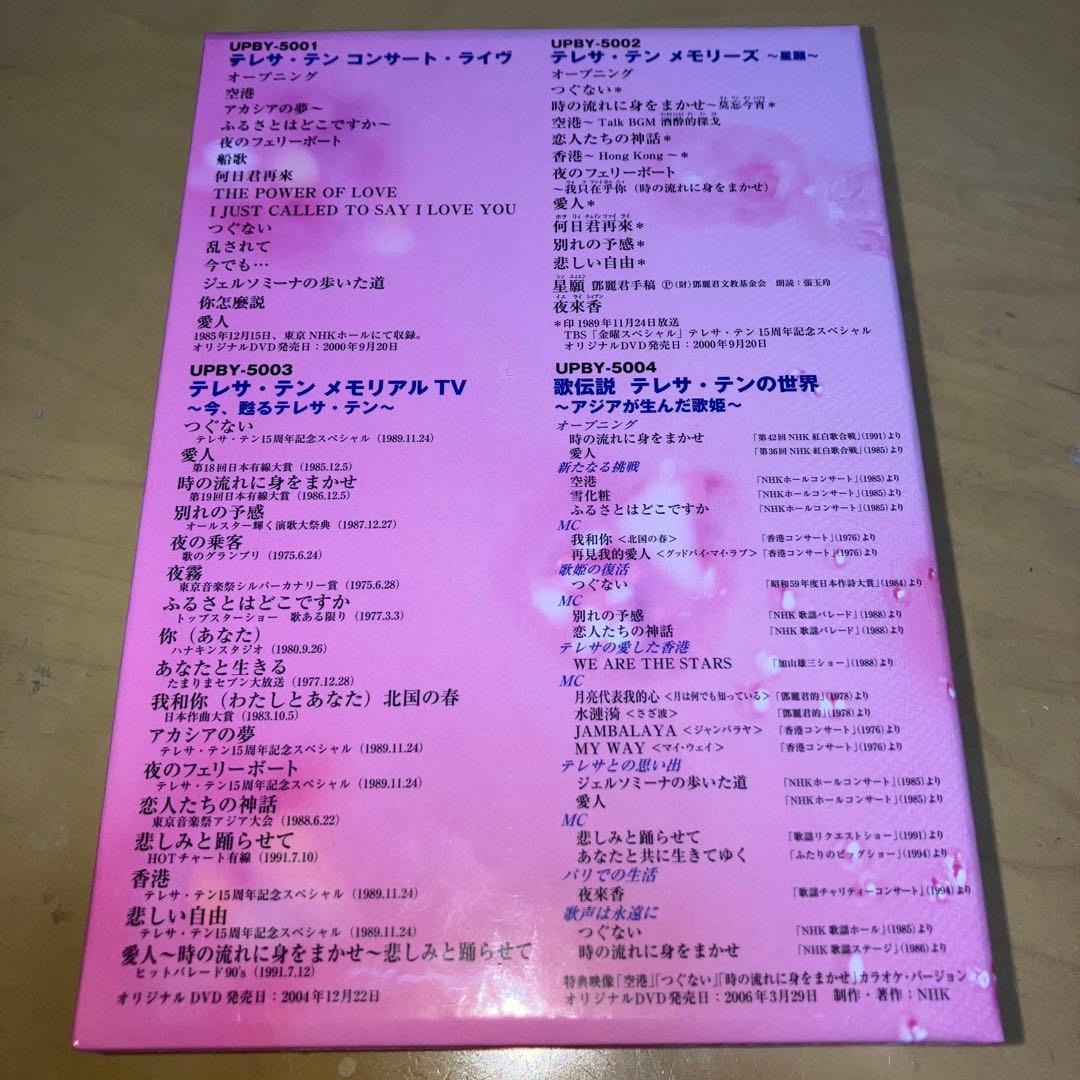 UPBY-5001
テレサ・テン コンサート・ライヴ
オープニング
空港
アカシアの夢〜
ふるさとはどこですか〜
夜のフェリーボート
船歌
何日君再來
THE POWER OF LOVE
I JUST CALLED TO SAY I LOVE YOU
つぐない
乱されて
今でも…
ジェルソミーナの歩いた道
你怎麼説
愛人
1985年12月15日、東京NHKホールにて収録。
オリジナルDVD発売日：2000年9月20日
UPBY-5002
テレサ・テン メモリーズ 〜星願〜
オープニング
つぐない*
時の流れに身をまかせ〜莫忘今宵*
空港〜Talk BGM 酒酔的探戈
恋人たちの神話*
香港〜Hong Kong〜*
夜のフェリーボート
〜我只在乎你（時の流れに身をまかせ）
愛人*
ホヲ リィ チュイン ツァイ ライ
何日君再來*
別れの予感*
悲しい自由*
シン ユィエン
星願 鄧麗君手稿 Ⓟ(財)鄧麗君文教基金会 朗読：張玉玲
イエ ライ シィアン
夜來香
*印 1989年11月24日放送
TBS「金曜スペシャル」テレサ・テン15周年記念スペシャル
オリジナルDVD発売日：2000年9月20日
UPBY-5003
テレサ・テン メモリアル TV
〜今、甦るテレサ・テン〜
つぐない
テレサ・テン15周年記念スペシャル（1989.11.24）
愛人
第18回日本有線大賞（1985.12.5）
時の流れに身をまかせ
第19回日本有線大賞（1986.12.5）
別れの予感
オールスター輝く演歌大祭典（1987.12.27）
夜の乗客
歌のグランプリ（1975.6.24）
夜霧
東京音楽祭シルバーカナリー賞（1975.6.28）
ふるさとはどこですか
トップスターショー 歌ある限り（1977.3.3）
你（あなた）
ハナキンスタジオ（1980.9.26）
あなたと生きる
たまりまセブン大放送（1977.12.28）
我和你（わたしとあなた）北国の春
日本作曲大賞（1983.10.5）
アカシアの夢
テレサ・テン15周年記念スペシャル（1989.11.24）
夜のフェリーボート
テレサ・テン15周年記念スペシャル（1989.11.24）
恋人たちの神話
東京音楽祭アジア大会（1988.6.22）
悲しみと踊らせて
HOTチャート有線（1991.7.10）
香港
テレサ・テン15周年記念スペシャル（1989.11.24）
悲しい自由
テレサ・テン15周年記念スペシャル（1989.11.24）
愛人〜時の流れに身をまかせ〜悲しみと踊らせて
ヒットパレード90's（1991.7.12）
オリジナルDVD発売日：2004年12月22日
UPBY-5004
歌伝説 テレサ・テンの世界
〜アジアが生んだ歌姫〜
オープニング
時の流れに身をまかせ 「第42回NHK紅白歌合戦」(1991)より
愛人 「第36回NHK紅白歌合戦」(1985)より
新たなる挑戦
空港 「NHKホールコンサート」(1985)より
雪化粧 「NHKホールコンサート」(1985)より
ふるさとはどこですか 「NHKホールコンサート」(1985)より
MC
我和你＜北国の春＞ 「香港コンサート」(1976)より
再見我的愛人＜グッドバイ・マイ・ラブ＞ 「香港コンサート」(1976)より
歌姫の復活
つぐない 「昭和59年度日本作詩大賞」(1984)より
MC
別れの予感 「NHK歌謡パレード」(1988)より
恋人たちの神話 「NHK歌謡パレード」(1988)より
テレサの愛した香港
WE ARE THE STARS 「加山雄三ショー」(1988)より
MC
月亮代表我的心＜月は何でも知っている＞ 「鄧麗君的」(1978)より
水漣漪＜さざ波＞ 「鄧麗君的」(1978)より
JAMBALAYA＜ジャンバラヤ＞ 「香港コンサート」(1976)より
MY WAY＜マイ・ウェイ＞ 「香港コンサート」(1976)より
テレサとの思い出
ジェルソミーナの歩いた道 「NHKホールコンサート」(1985)より
愛人 「NHKホールコンサート」(1985)より
MC
悲しみと踊らせて 「歌謡リクエストショー」(1991)より
あなたと共に生きてゆく 「ふたりのビッグショー」(1994)より
パリでの生活
夜來香 「歌謡チャリティーコンサート」(1994)より
歌声は永遠に
つぐない 「NHK歌謡ホール」(1985)より
時の流れに身をまかせ 「NHK歌謡ステージ」(1986)より
特典映像「空港」「つぐない」「時の流れに身をまかせ」カラオケ・バージョン
オリジナルDVD発売日：2006年3月29日 制作・著作：NHK